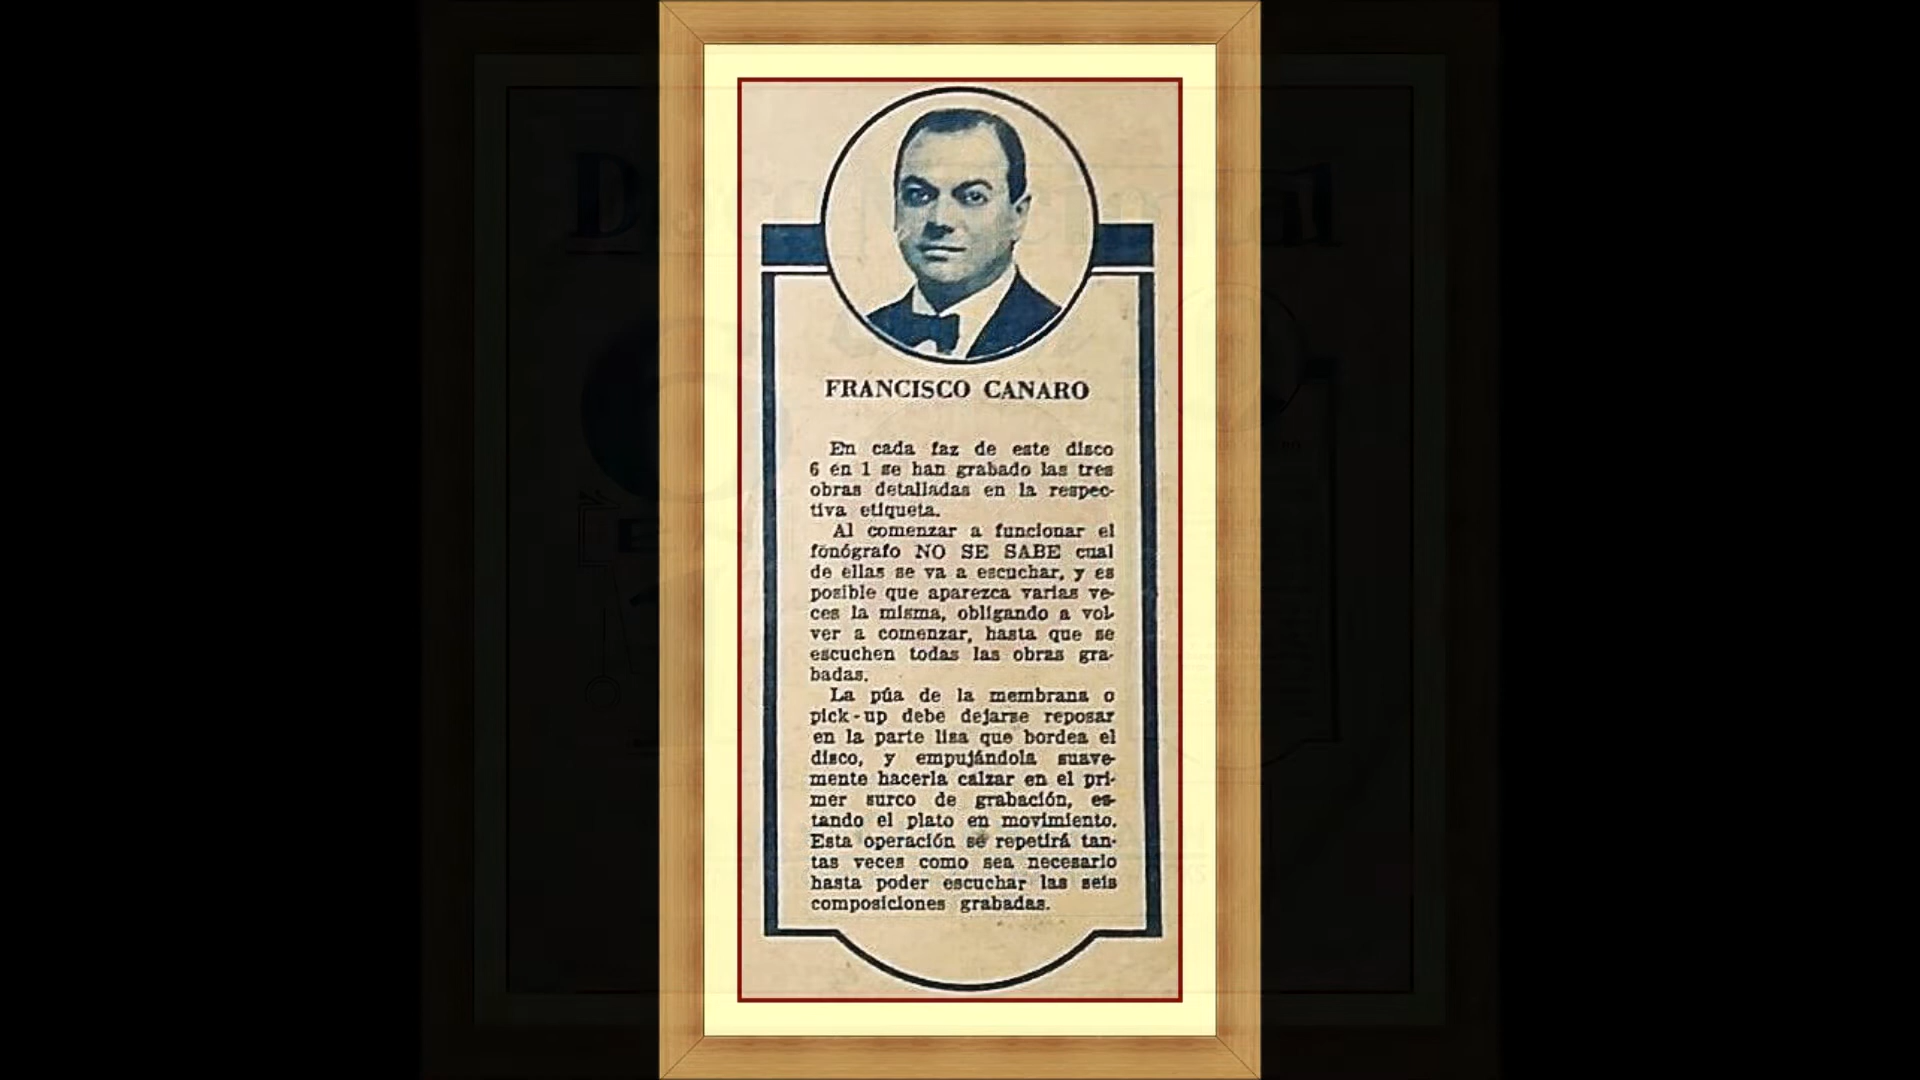 FRANCISCO CANARO
En cada faz de este disco
6 en 1 se han grabado las tres
obras detalladas en la respec-
tiva etiqueta.
Al comenzar a funcionar el
fonógrafo NO SE SABE cual
de ellas se va a escuchar, y es
posible que aparezca varias ve-
ces la misma, obligando a vol-
ver a comenzar, hasta que se
escuchen todas las obras gra-
badas.
La púa de la membrana o
pick-up debe dejarse reposar
en la parte lisa que bordea el
disco, y empujándola suave-
mente hacerla calzar en el pri-
mer surco de grabación, es-
tando el plato en movimiento.
Esta operación se repetirá tan-
tas veces como sea necesario
hasta poder escuchar las seis
composiciones grabadas.